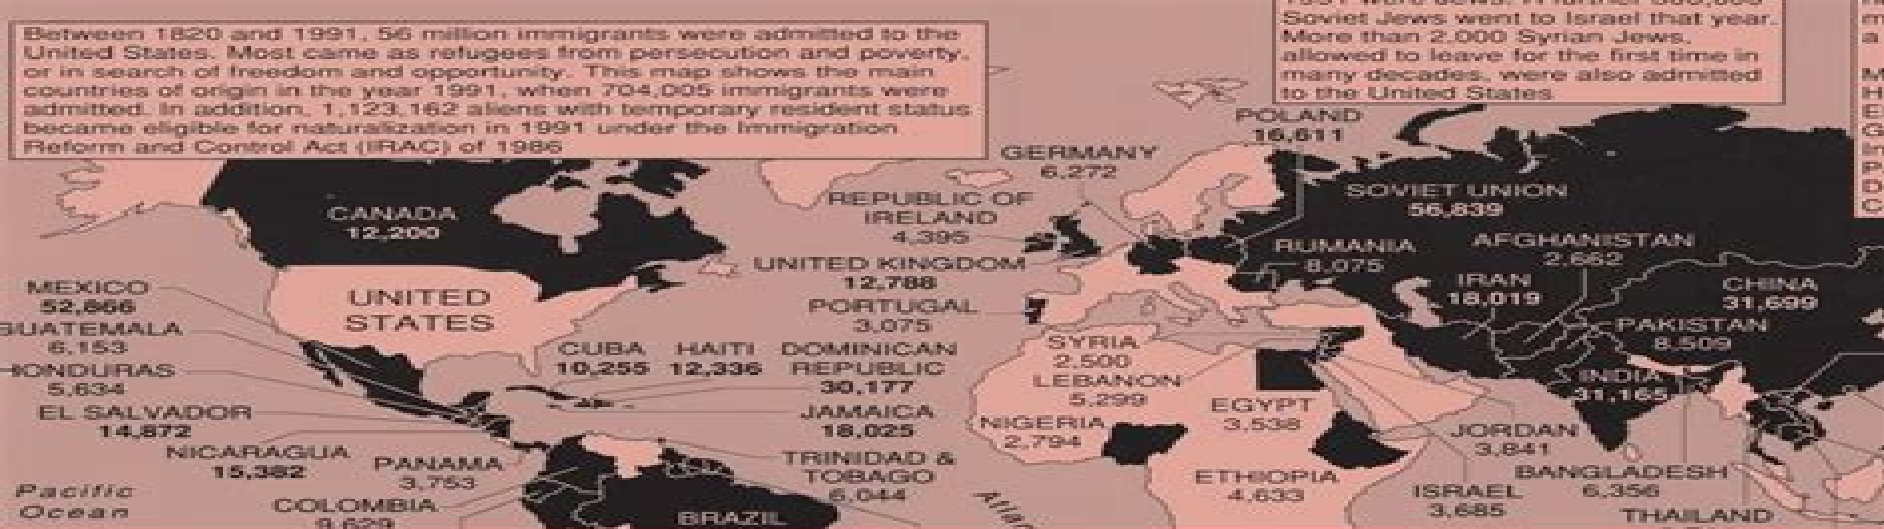 Between 1820 and 1991, 56 million immigrants were admitted to the
United States. Most came as refugees from persecution and poverty,
or in search of freedom and opportunity. This map shows the main
countries of origin in the year 1991, when 704,005 immigrants were
admitted. In addition, 1,123,162 aliens with temporary resident status
became eligible for naturalization in 1991 under the Immigration
Reform and Control Act (IRAC) of 1986
Soviet Jews went to Israel that year.
More than 2,000 Syrian Jews,
allowed to leave for the first time in
many decades, were also admitted
to the United States
POLAND
16,611
GERMANY
6,272
REPUBLIC OF
IRELAND
4,395
SOVIET UNION
56,839
CANADA
12,200
RUMANIA
8,075
AFGHANISTAN
2,662
UNITED KINGDOM
12,788
IRAN
18,019
CHINA
31,699
MEXICO
52,866
UNITED
STATES
PORTUGAL
3,075
PAKISTAN
8,509
GUATEMALA
6,153
SYRIA
2,500
CUBA
10,255
HAITI
12,336
DOMINICAN
REPUBLIC
30,177
HONDURAS
5,634
LEBANON
5,299
INDIA
31,165
EGYPT
3,538
EL SALVADOR
14,872
JAMAICA
18,025
NIGERIA
2,794
JORDAN
3,841
NICARAGUA
15,382
PANAMA
3,753
TRINIDAD &
TOBAGO
6,044
ETHIOPIA
4,633
BANGLADESH
6,356
ISRAEL
3,685
Pacific
Ocean
COLOMBIA
9,629
BRAZIL
THAILAND